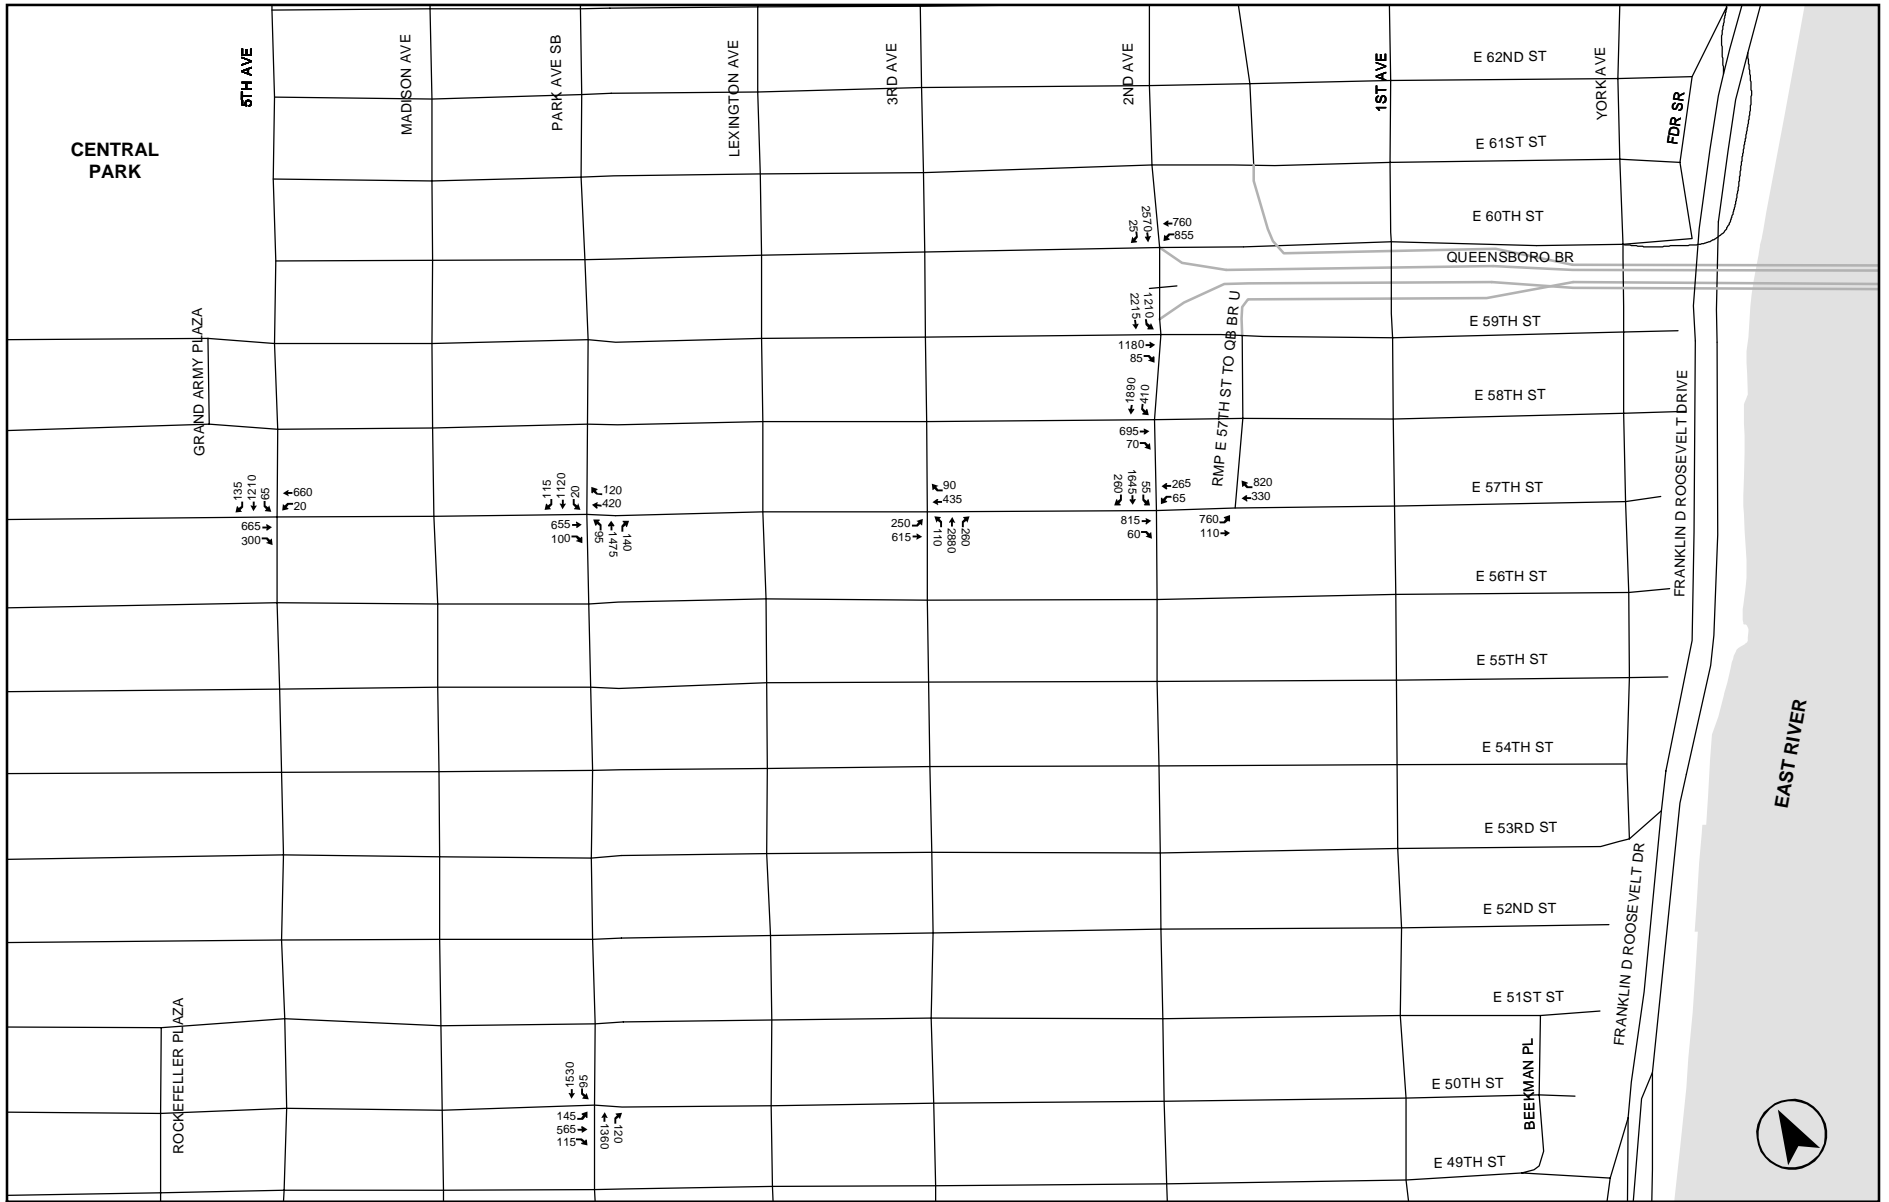 5TH AVE
MADISON AVE
PARK AVE SB
LEXINGTON AVE
3RD AVE
2ND AVE
1ST AVE
YORK AVE
FDR SR
E 62ND ST
CENTRAL
PARK
E 61ST ST
E 60TH ST
25
2570
760
855
QUEENSBORO BR
GRAND ARMY PLAZA
2215
1210
RMP E 57TH ST TO QB BR U
E 59TH ST
1180
85
1890
410
E 58TH ST
FRANKLIN D ROOSEVELT DRIVE
695
70
135
1210
65
660
20
665
300
115
1120
20
120
420
655
100
95
1475
140
90
435
250
615
110
2880
260
260
1645
55
265
65
815
60
820
330
760
110
E 57TH ST
E 56TH ST
E 55TH ST
E 54TH ST
EAST RIVER
E 53RD ST
FRANKLIN D ROOSEVELT DR
E 52ND ST
E 51ST ST
ROCKEFELLER PLAZA
BEEKMAN PL
1530
95
145
565
115
1360
120
E 50TH ST
E 49TH ST